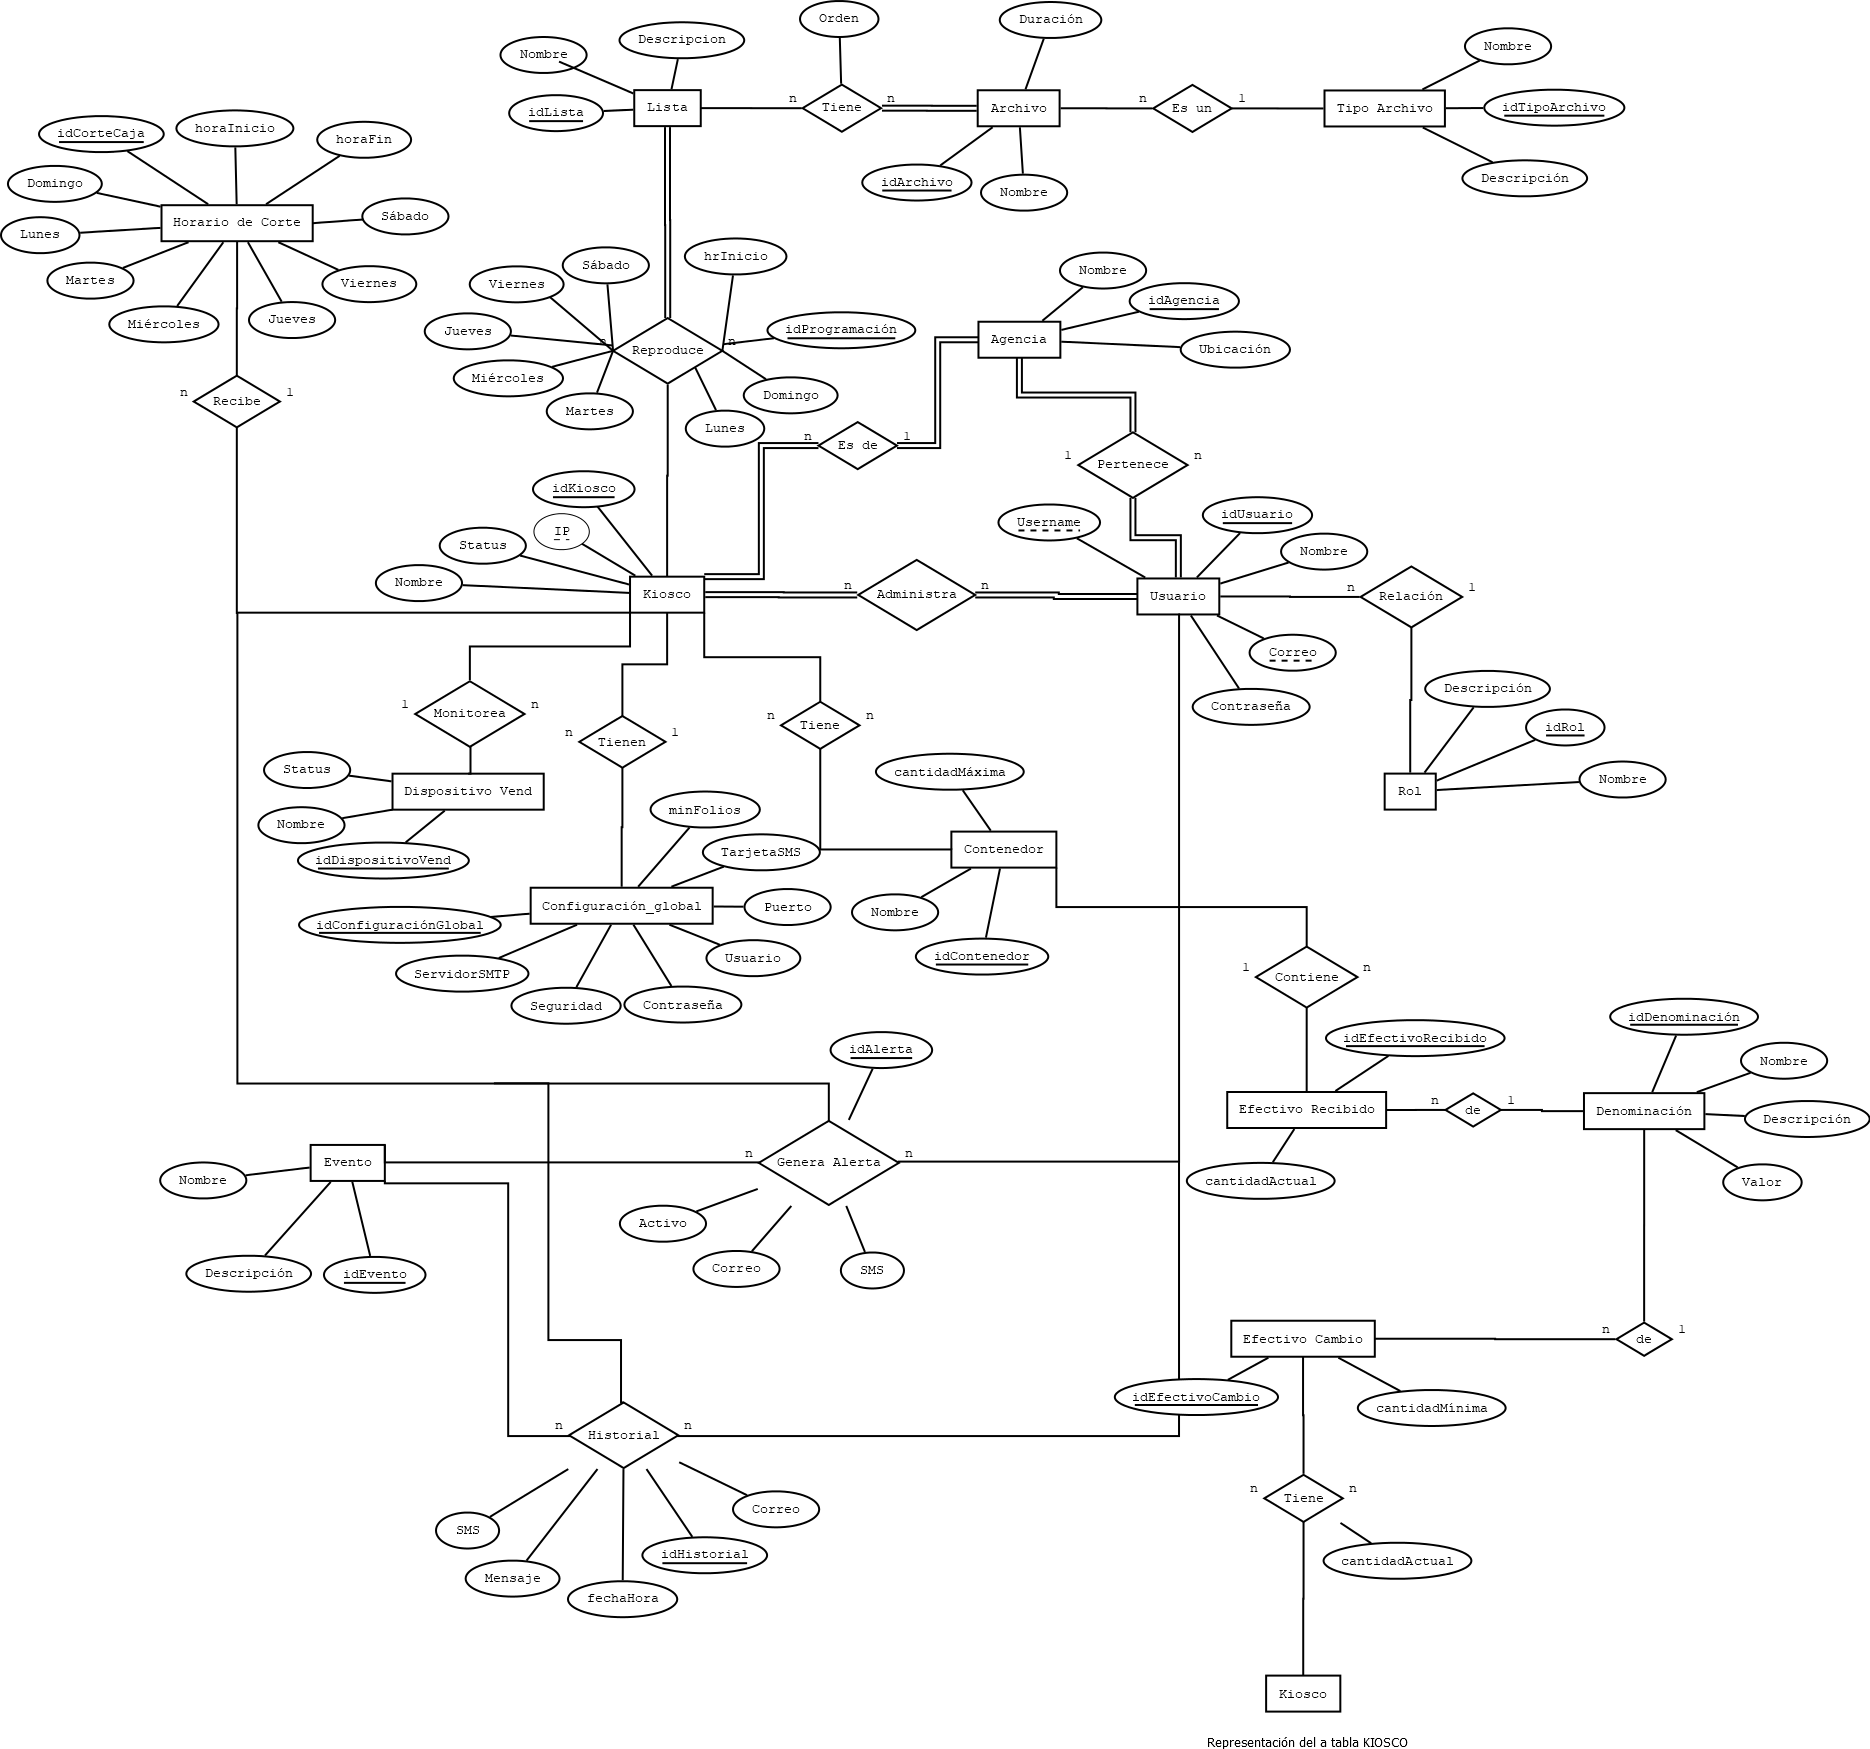 Orden
Duración
Descripcion
Nombre
Nombre
idLista
Lista
n
Tiene
n
Archivo
n
Es un
1
Tipo Archivo
idTipoArchivo
idArchivo
Nombre
Descripción
idCorteCaja
horaInicio
horaFin
Domingo
Sábado
Horario de Corte
Lunes
Martes
Viernes
Miércoles
Jueves
Sábado
hrInicio
Viernes
Jueves
idProgramación
n
Reproduce
n
Miércoles
Domingo
Martes
Lunes
Nombre
idAgencia
Agencia
Ubicación
n
Recibe
1
n
Es de
1
1
Pertenece
n
idKiosco
IP
Status
Nombre
Kiosco
n
Administra
n
Username
idUsuario
Nombre
Usuario
n
Relación
1
Correo
Contraseña
Descripción
idRol
Nombre
Rol
1
Monitorea
n
n
Tienen
1
n
Tiene
n
Status
Dispositivo Vend
Nombre
idDispositivoVend
minFolios
TarjetaSMS
cantidadMáxima
Contenedor
Configuración_global
Puerto
idConfiguraciónGlobal
Usuario
ServidorSMTP
Seguridad
Contraseña
Nombre
idContenedor
1
Contiene
n
idAlerta
idEfectivoRecibido
idDenominación
Nombre
Efectivo Recibido
n
de
1
Denominación
Descripción
cantidadActual
Valor
Evento
Nombre
n
Genera Alerta
n
Activo
Descripción
idEvento
Correo
SMS
Efectivo Cambio
n
de
1
idEfectivoCambio
cantidadMínima
n
Historial
n
SMS
Correo
idHistorial
Mensaje
fechaHora
n
Tiene
n
cantidadActual
Kiosco
Representación del a tabla KIOSCO